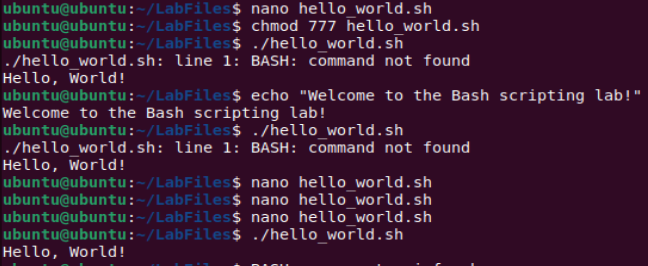 ubuntu@ubuntu:~/LabFiles$ nano hello_world.sh
ubuntu@ubuntu:~/LabFiles$ chmod 777 hello_world.sh
ubuntu@ubuntu:~/LabFiles$ ./hello_world.sh
./hello_world.sh: line 1: BASH: command not found
Hello, World!
ubuntu@ubuntu:~/LabFiles$ echo "Welcome to the Bash scripting lab!"
Welcome to the Bash scripting lab!
ubuntu@ubuntu:~/LabFiles$ ./hello_world.sh
./hello_world.sh: line 1: BASH: command not found
Hello, World!
ubuntu@ubuntu:~/LabFiles$ nano hello_world.sh
ubuntu@ubuntu:~/LabFiles$ nano hello_world.sh
ubuntu@ubuntu:~/LabFiles$ nano hello_world.sh
ubuntu@ubuntu:~/LabFiles$ ./hello_world.sh
Hello, World!